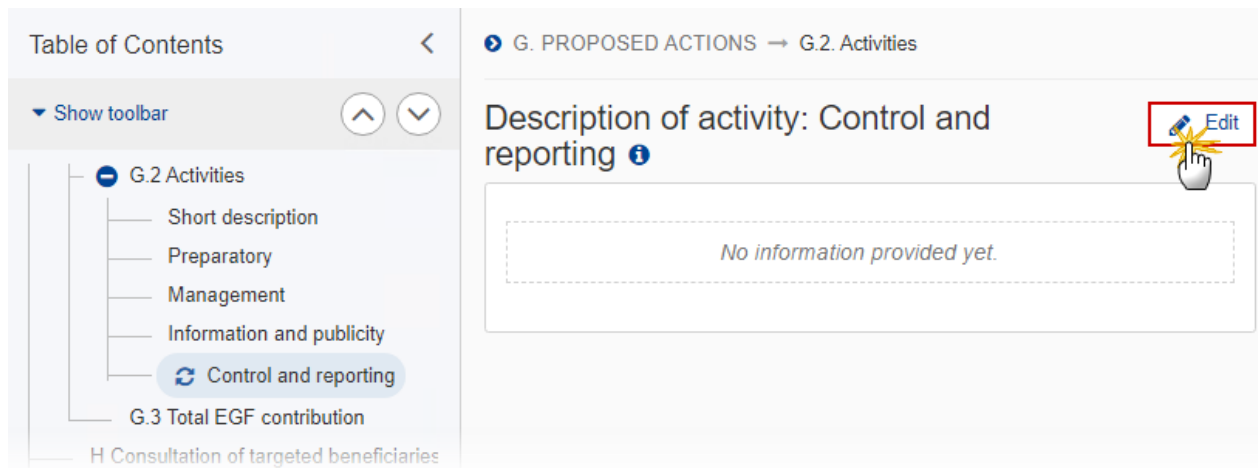 Table of Contents
Show toolbar
G.2 Activities
Short description
Preparatory
Management
Information and publicity
Control and reporting
G.3 Total EGF contribution
H Consultation of targeted beneficiaries
G. PROPOSED ACTIONS → G.2. Activities
Description of activity: Control and
reporting
Edit
No information provided yet.